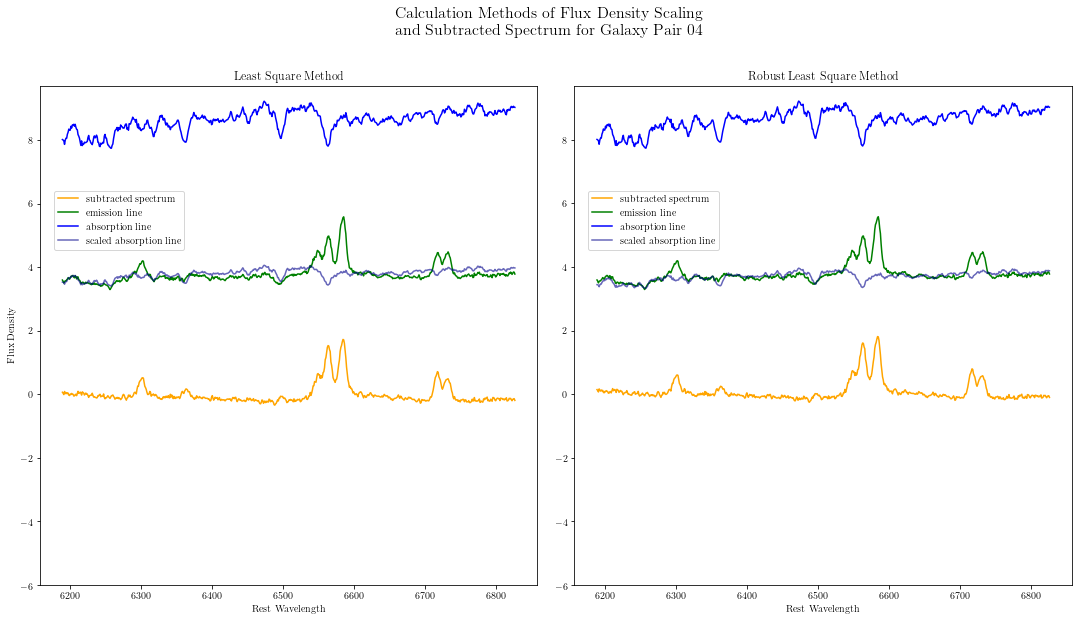 Calculation Methods of Flux Density Scaling
and Subtracted Spectrum for Galaxy Pair 04
Least Square Method
8
6
4
2
0
−2
−4
−6
Flux Density
subtracted spectrum
emission line
absorption line
scaled absorption line
6200 6300 6400 6500 6600 6700 6800
Rest Wavelength
Robust Least Square Method
8
6
4
2
0
−2
−4
−6
subtracted spectrum
emission line
absorption line
scaled absorption line
6200 6300 6400 6500 6600 6700 6800
Rest Wavelength